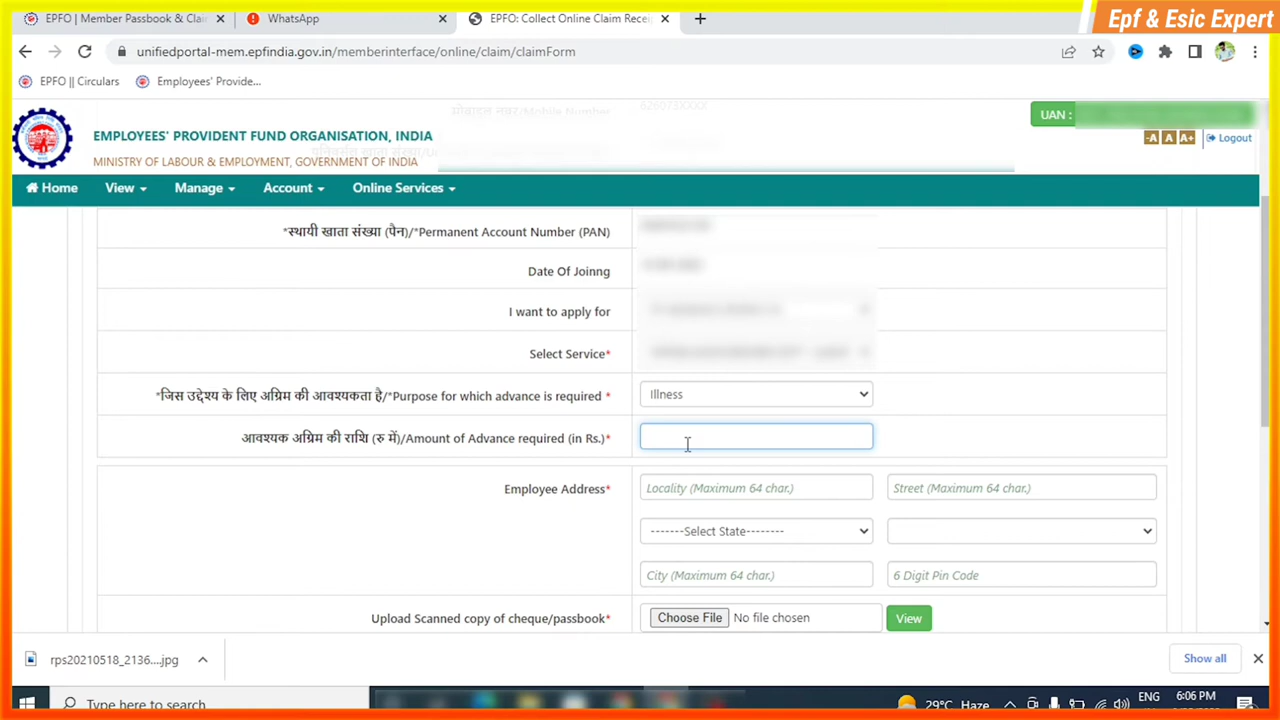 Epf & Esic Expert
EPFO | Member Passbook & Clai
WhatsApp
EPFO: Collect Online Claim Recei
unifiedportal-mem.epfindia.gov.in/memberinterface/online/claim/claimForm
EPFO || Circulars
Employees' Provide...
मोबाइल नंबर/Mobile Number
EMPLOYEES' PROVIDENT FUND ORGANISATION, INDIA
MINISTRY OF LABOUR & EMPLOYMENT, GOVERNMENT OF INDIA
UAN :
-A A A+ Logout
Home View Manage Account Online Services
*स्थायी खाता संख्या (पैन)/*Permanent Account Number (PAN)
Date Of Joinng
I want to apply for
Select Service*
*जिस उद्देश्य के लिए अग्रिम की आवश्यकता है/*Purpose for which advance is required * Illness
आवश्यक अग्रिम की राशि (रु में)/Amount of Advance required (in Rs.)*
Employee Address* Locality (Maximum 64 char.) Street (Maximum 64 char.)
-------Select State--------
City (Maximum 64 char.) 6 Digit Pin Code
Upload Scanned copy of cheque/passbook* Choose File No file chosen View
rps20210518_2136....jpg
Show all
Type here to search
29°C Haze
ENG
6:06 PM